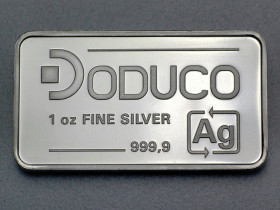 DODUCO
1 oz FINE SILVER
999,9
Ag